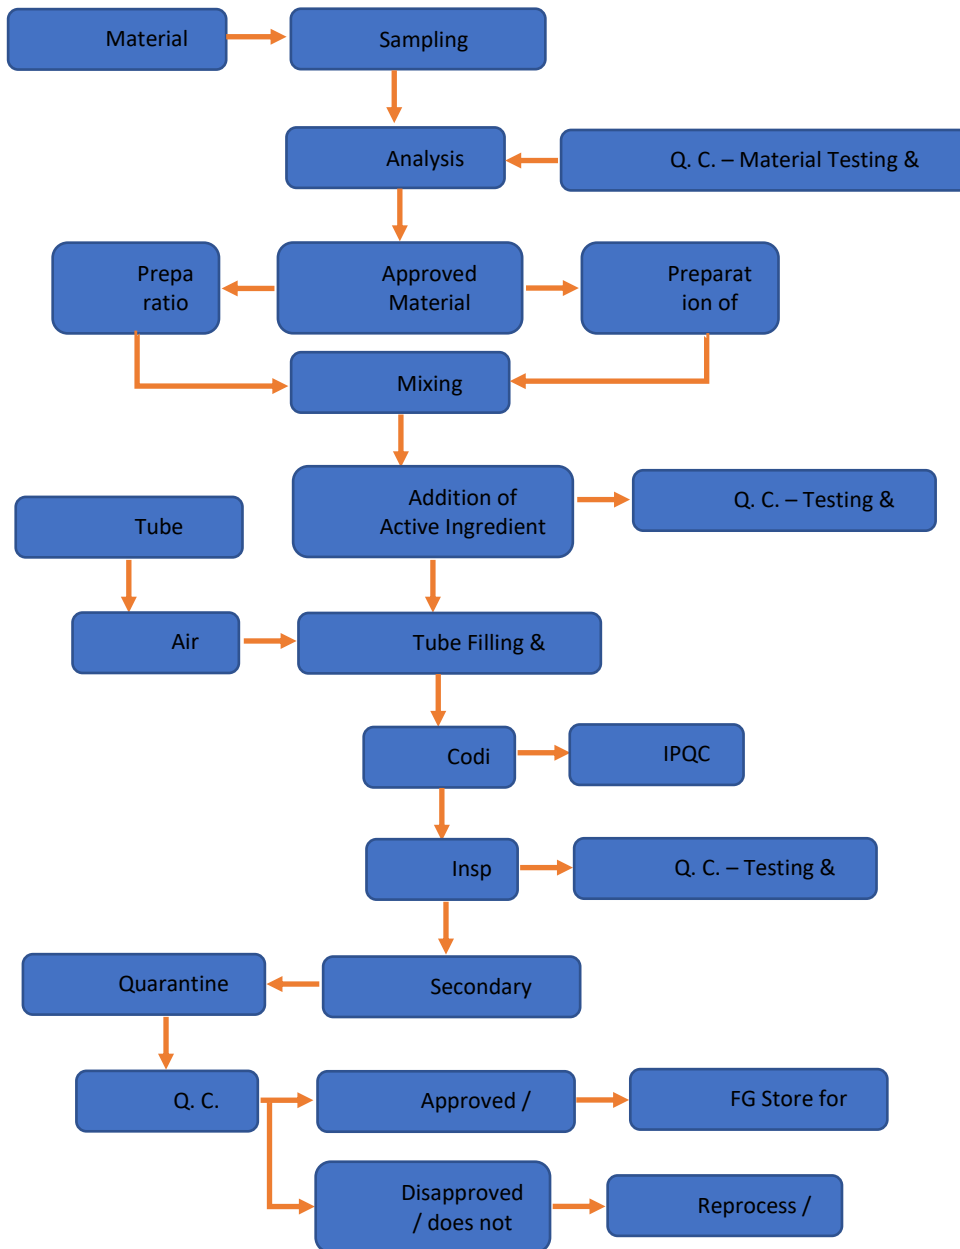 Material
Sampling
Analysis
Q. C. – Material Testing &
Prepa
ratio
Approved
Material
Preparat
ion of
Mixing
Addition of
Active Ingredient
Q. C. – Testing &
Tube
Air
Tube Filling &
Codi
IPQC
Insp
Q. C. – Testing &
Quarantine
Secondary
Q. C.
Approved /
FG Store for
Disapproved
/ does not
Reprocess /